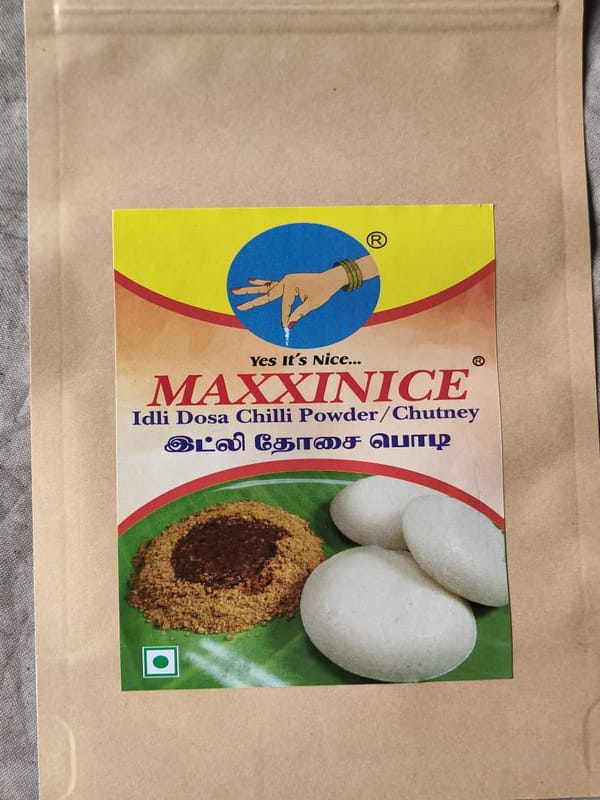 ®
Yes It's Nice...
MAXXINICE ®
Idli Dosa Chilli Powder/Chutney
இட்லி தோசை பொடி